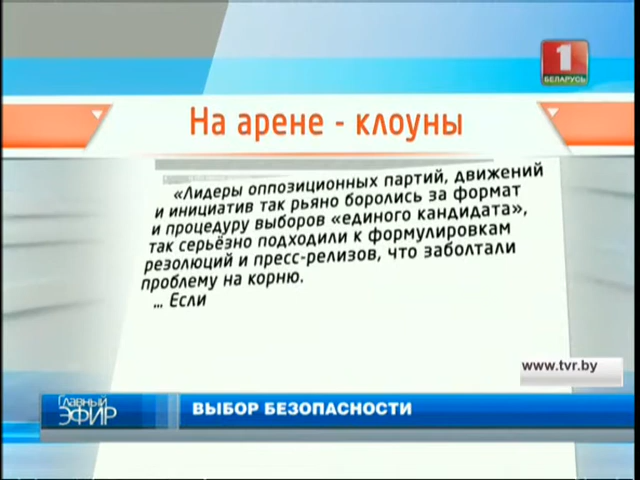 1
БЕЛАРУСЬ
На арене - клоуны
«Лидеры оппозиционных партий, движений
и инициатив так рьяно боролись за формат
и процедуру выборов «единого кандидата»,
так серьёзно подходили к формулировкам
резолюций и пресс-релизов, что заболтали
проблему на корню.
... Если
www.tvr.by
Главный
ЭФИР
ВЫБОР БЕЗОПАСНОСТИ